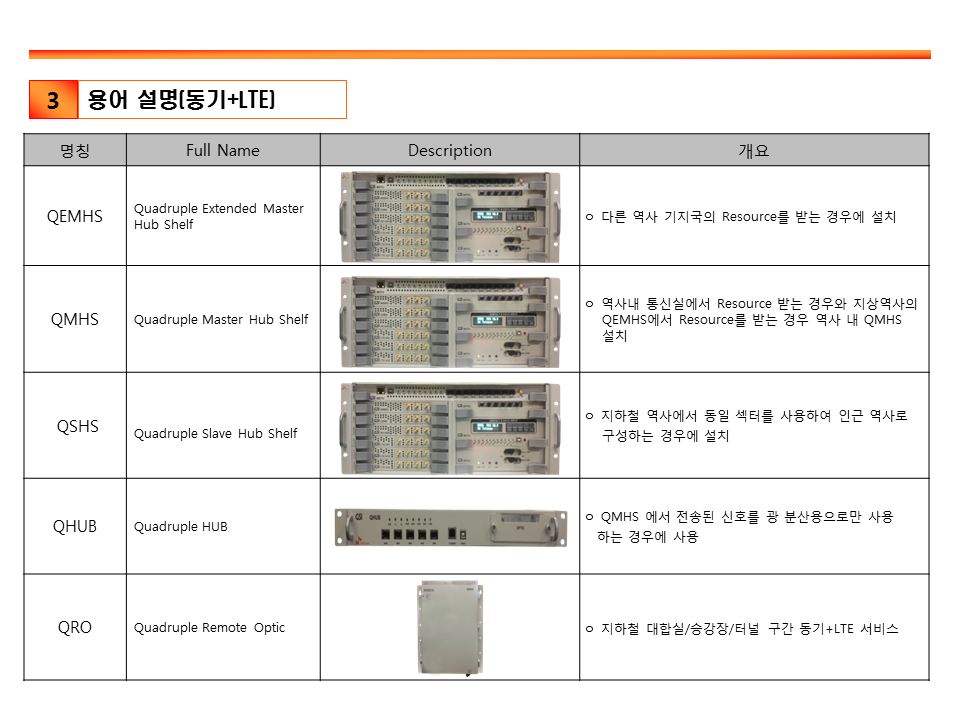 3 용어 설명(동기+LTE)
명칭 Full Name Description 개요
QEMHS
Quadruple Extended Master
Hub Shelf
ㅇ 다른 역사 기지국의 Resource를 받는 경우에 설치
QMHS
Quadruple Master Hub Shelf
ㅇ 역사내 통신실에서 Resource 받는 경우와 지상역사의
QEMHS에서 Resource를 받는 경우 역사 내 QMHS
설치
QSHS
Quadruple Slave Hub Shelf
ㅇ 지하철 역사에서 동일 섹터를 사용하여 인근 역사로
구성하는 경우에 설치
QHUB
Quadruple HUB
QHUB
ㅇ QMHS 에서 전송된 신호를 광 분산용으로만 사용
하는 경우에 사용
QRO
Quadruple Remote Optic
ㅇ 지하철 대합실/승강장/터널 구간 동기+LTE 서비스